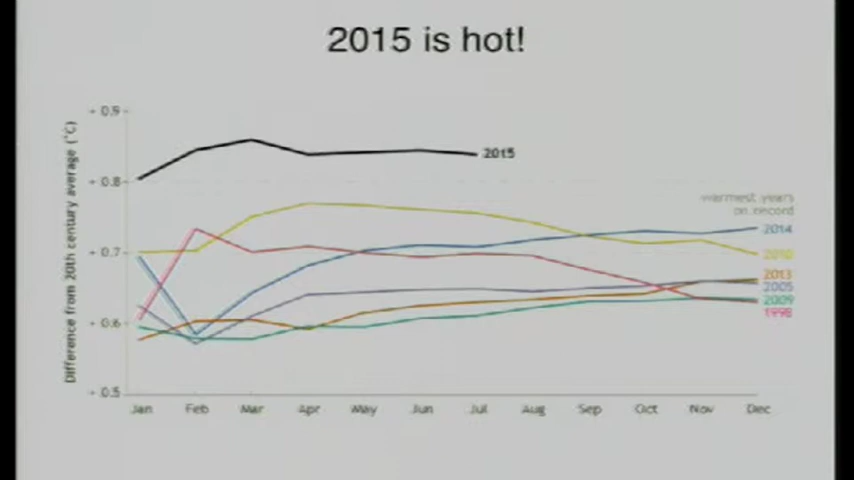 2015 is hot!
Difference from 20th century average (°C)
+ 0.9
+ 0.8
+ 0.7
+ 0.6
+ 0.5
2015
warmest years
on record
2014
2010
2013
2005
2009
1998
Jan Feb Mar Apr May Jun Jul Aug Sep Oct Nov Dec